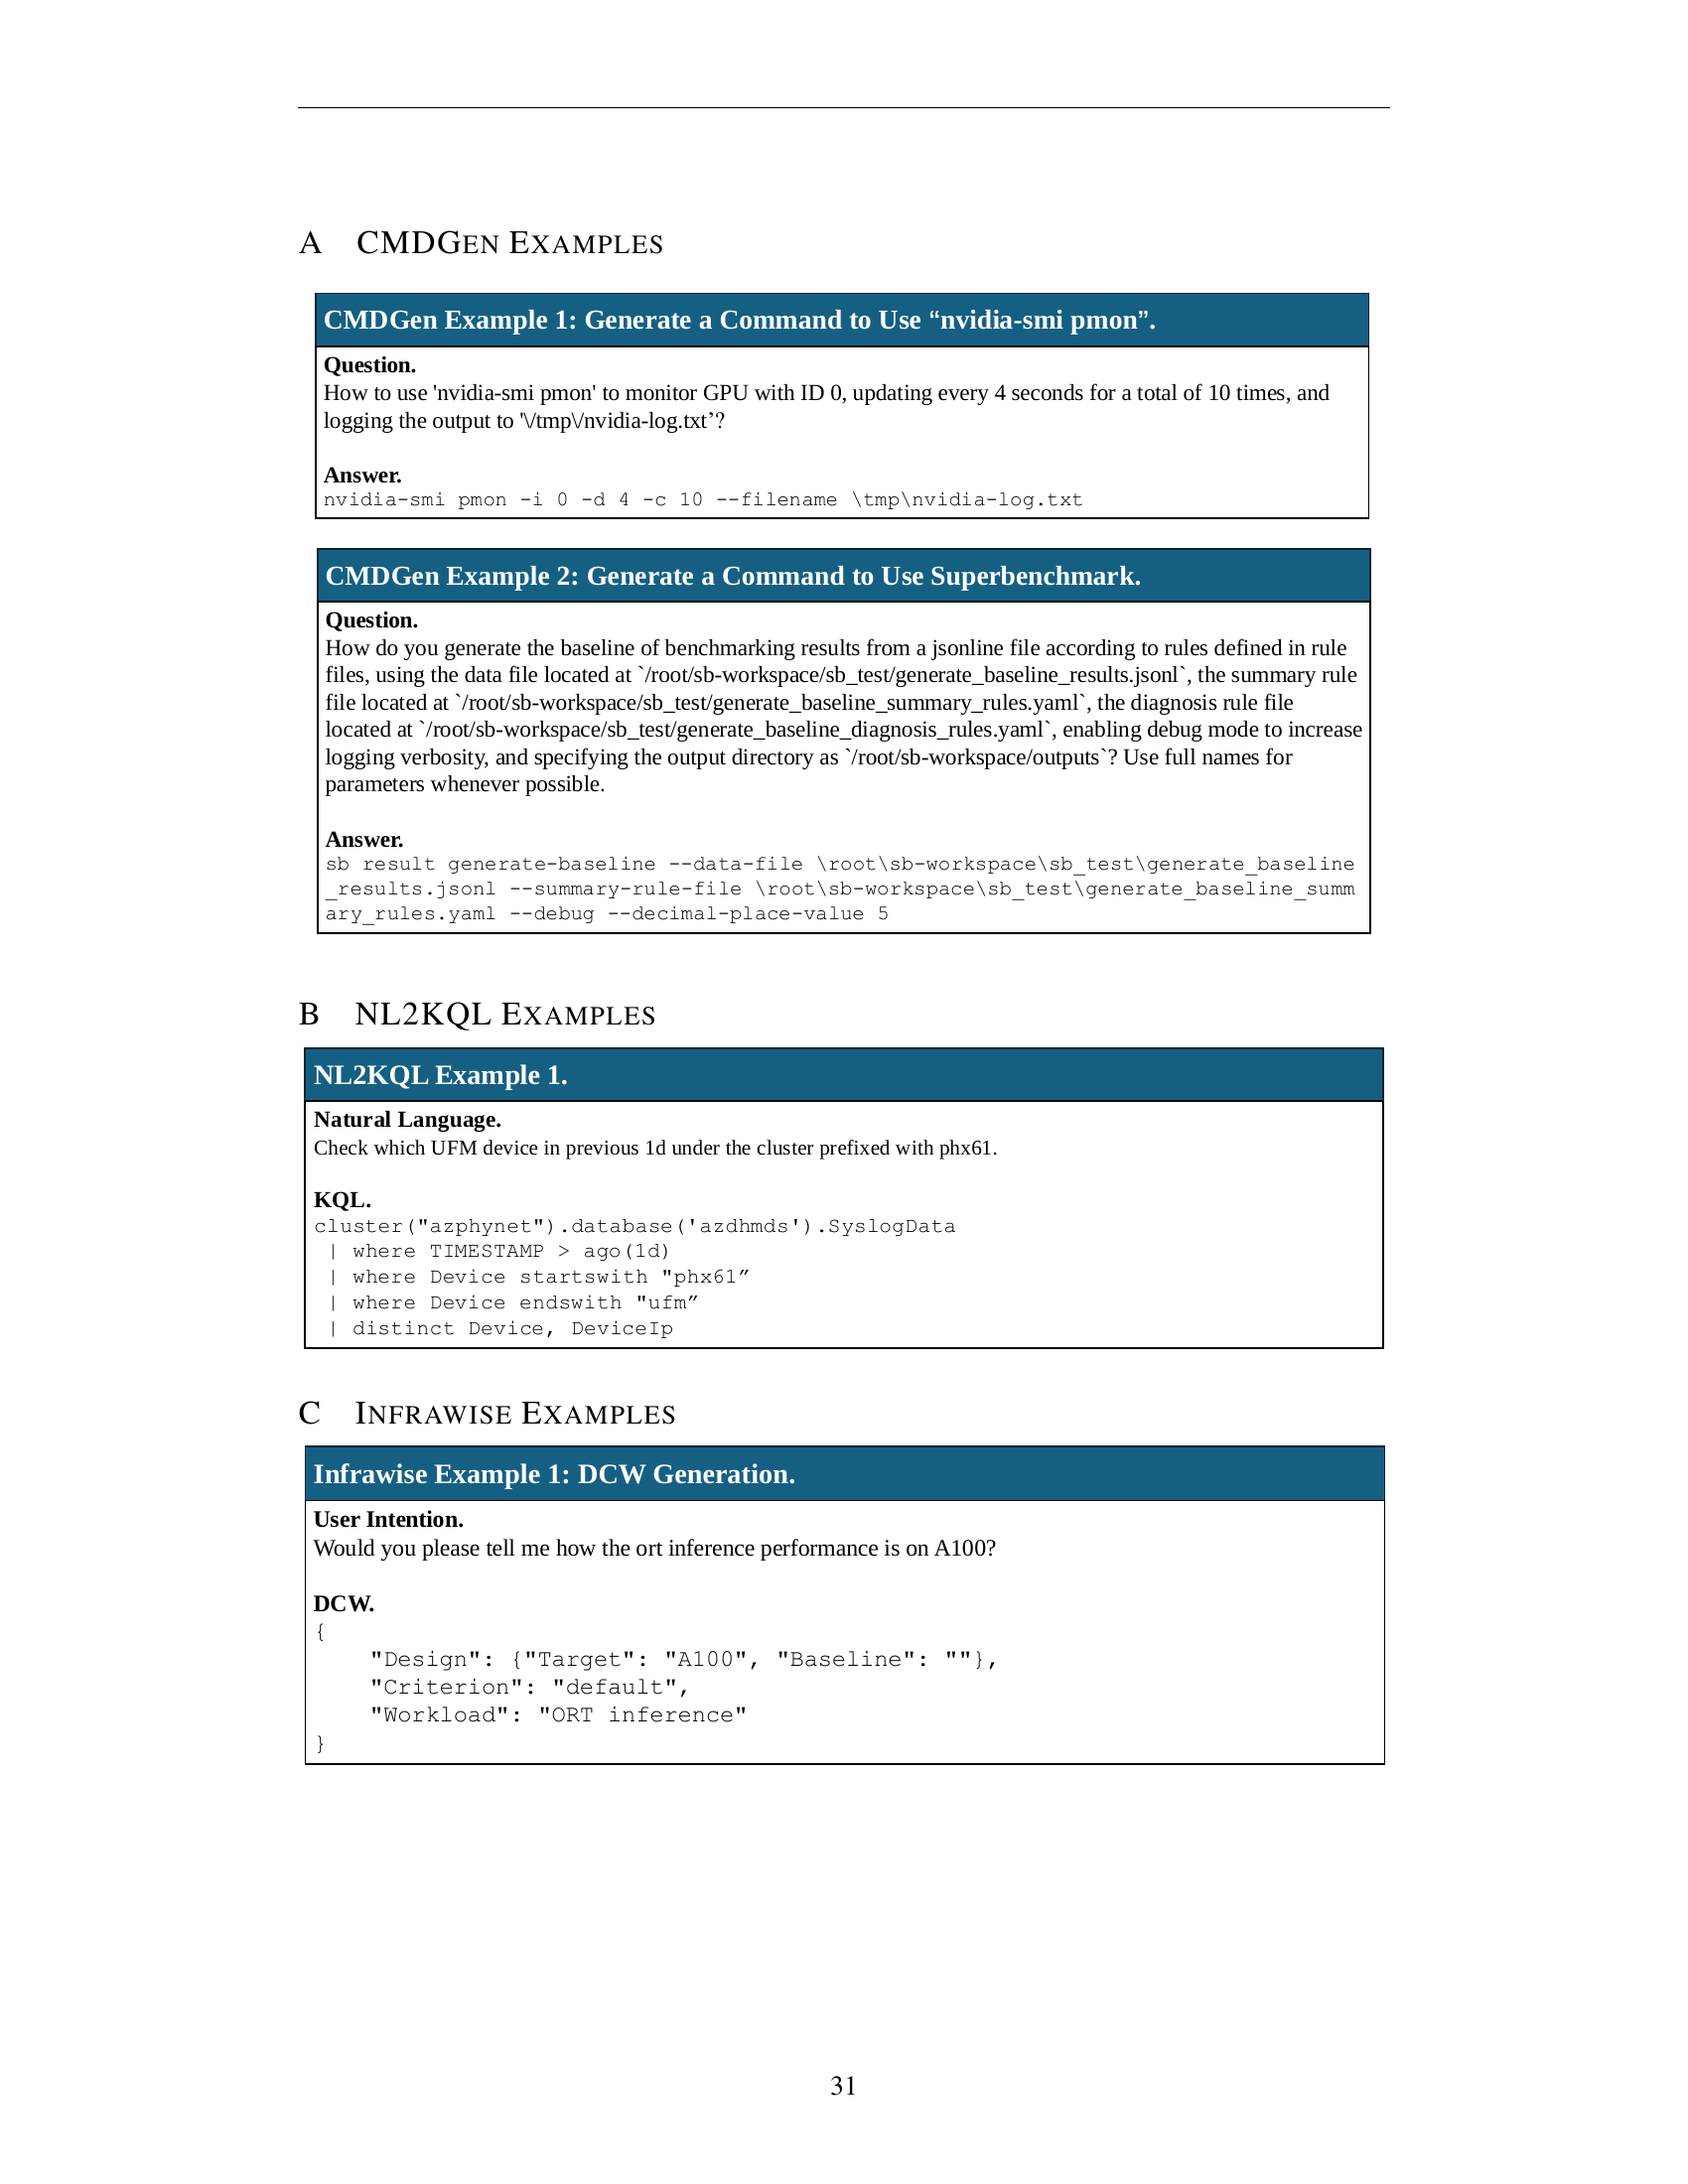 A CMDGEN EXAMPLES
CMDGen Example 1: Generate a Command to Use “nvidia-smi pmon”.
Question.
How to use 'nvidia-smi pmon' to monitor GPU with ID 0, updating every 4 seconds for a total of 10 times, and
logging the output to '\/tmp\/nvidia-log.txt’?
Answer.
nvidia-smi pmon -i 0 -d 4 -c 10 --filename \tmp\nvidia-log.txt
CMDGen Example 2: Generate a Command to Use Superbenchmark.
Question.
How do you generate the baseline of benchmarking results from a jsonline file according to rules defined in rule
files, using the data file located at `/root/sb-workspace/sb_test/generate_baseline_results.jsonl`, the summary rule
file located at `/root/sb-workspace/sb_test/generate_baseline_summary_rules.yaml`, the diagnosis rule file
located at `/root/sb-workspace/sb_test/generate_baseline_diagnosis_rules.yaml`, enabling debug mode to increase
logging verbosity, and specifying the output directory as `/root/sb-workspace/outputs`? Use full names for
parameters whenever possible.
Answer.
sb result generate-baseline --data-file \root\sb-workspace\sb_test\generate_baseline
_results.jsonl --summary-rule-file \root\sb-workspace\sb_test\generate_baseline_summ
ary_rules.yaml --debug --decimal-place-value 5
B NL2KQL EXAMPLES
NL2KQL Example 1.
Natural Language.
Check which UFM device in previous 1d under the cluster prefixed with phx61.
KQL.
cluster("azphynet").database('azdhmds').SyslogData
| where TIMESTAMP > ago(1d)
| where Device startswith "phx61”
| where Device endswith "ufm”
| distinct Device, DeviceIp
C INFRAWISE EXAMPLES
Infrawise Example 1: DCW Generation.
User Intention.
Would you please tell me how the ort inference performance is on A100?
DCW.
{
"Design": {"Target": "A100", "Baseline": ""},
"Criterion": "default",
"Workload": "ORT inference"
}
31